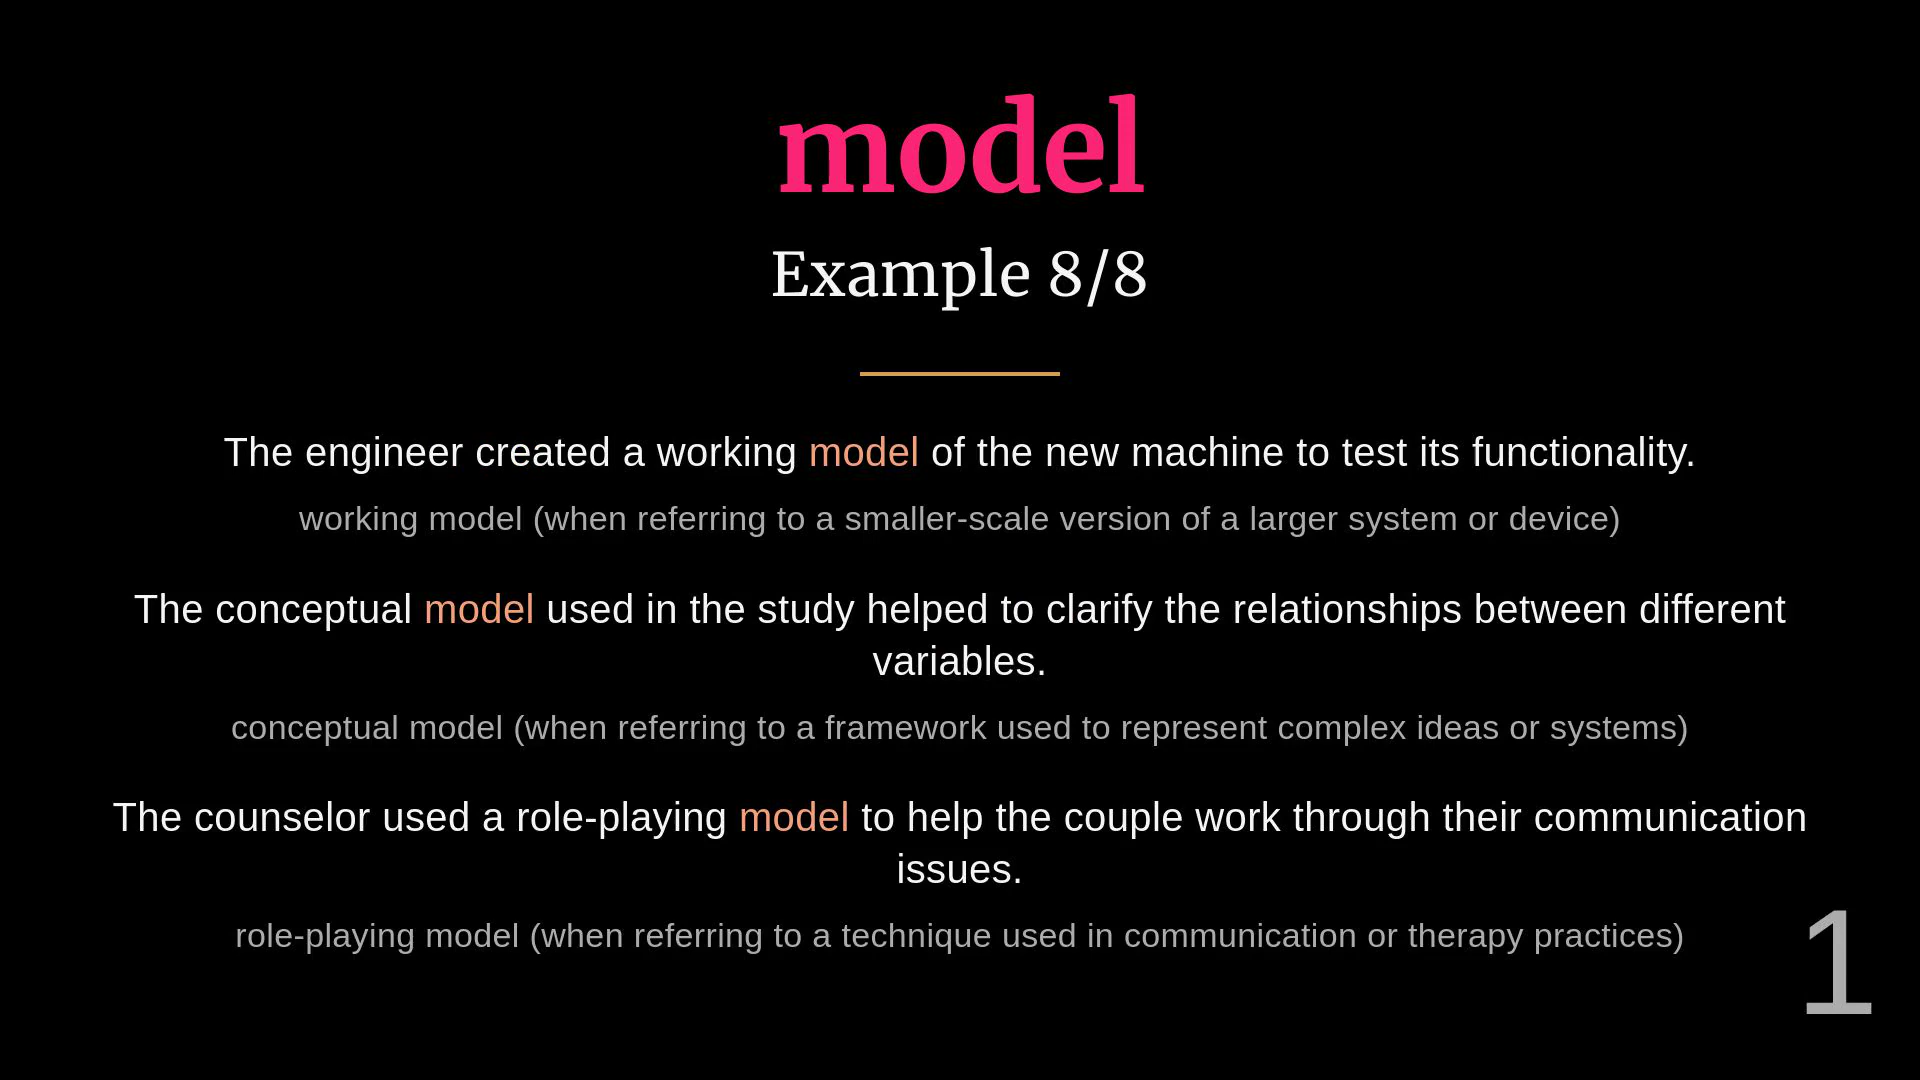 model
Example 8/8
The engineer created a working model of the new machine to test its functionality.
working model (when referring to a smaller-scale version of a larger system or device)
The conceptual model used in the study helped to clarify the relationships between different
variables.
conceptual model (when referring to a framework used to represent complex ideas or systems)
The counselor used a role-playing model to help the couple work through their communication
issues.
role-playing model (when referring to a technique used in communication or therapy practices)
1